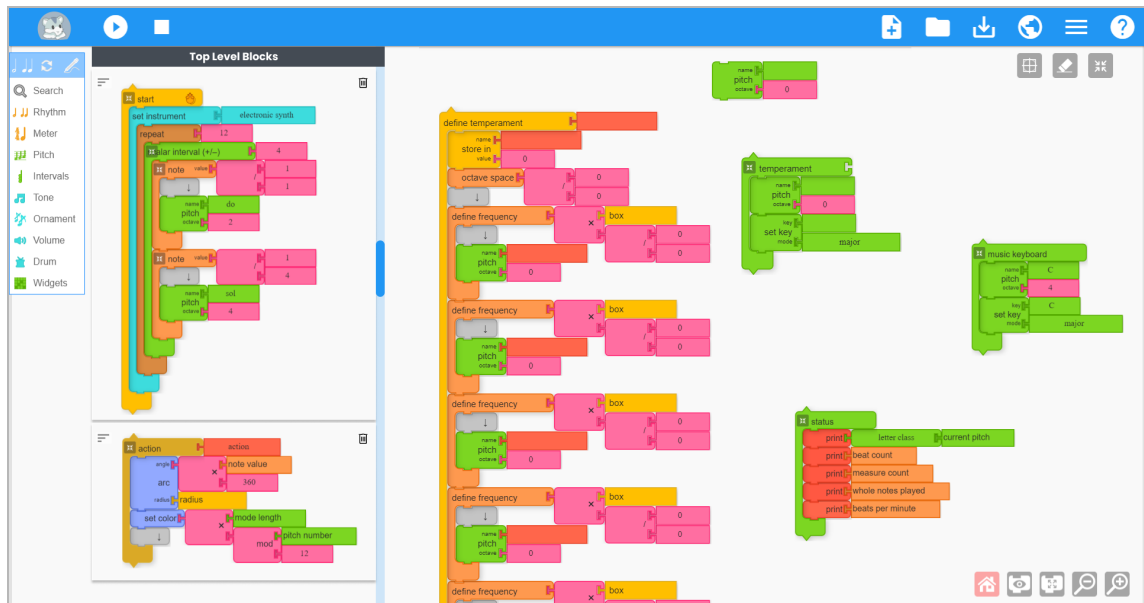 Top Level Blocks
Search
Rhythm
Meter
Pitch
Intervals
Tone
Ornament
Volume
Drum
Widgets
start
set instrument electronic synth
repeat 12
alar interval (+/–) 4
note value 1
/
1
↓
name do
pitch
octave 2
note value 1
/
4
↓
name sol
pitch
octave 4
action action
angle × note value
arc 360
radius radius
set color × mode length
↓ mod pitch number
12
define temperament
name
store in
value 0
octave space / 0
↓ 0
define frequency × box
↓ / 0
0
name
pitch
octave 0
define frequency × box
↓ / 0
0
name
pitch
octave 0
define frequency × box
↓ / 0
0
name
pitch
octave 0
define frequency × box
↓ / 0
0
name
pitch
octave 0
define frequency × box
name
pitch
octave 0
temperament
name
pitch
octave 0
key
set key
mode major
music keyboard
name C
pitch
octave 4
key C
set key
mode major
status
print letter class current pitch
print beat count
print measure count
print whole notes played
print beats per minute